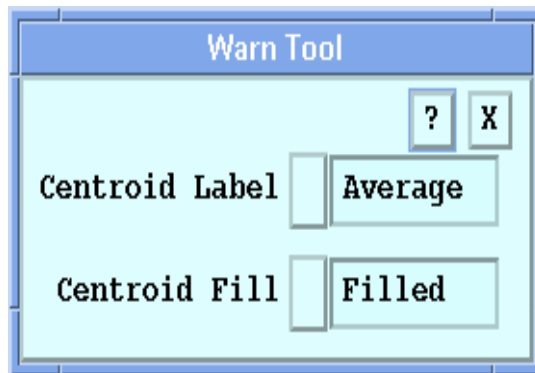 Warn Tool
? X
Centroid Label Average
Centroid Fill Filled